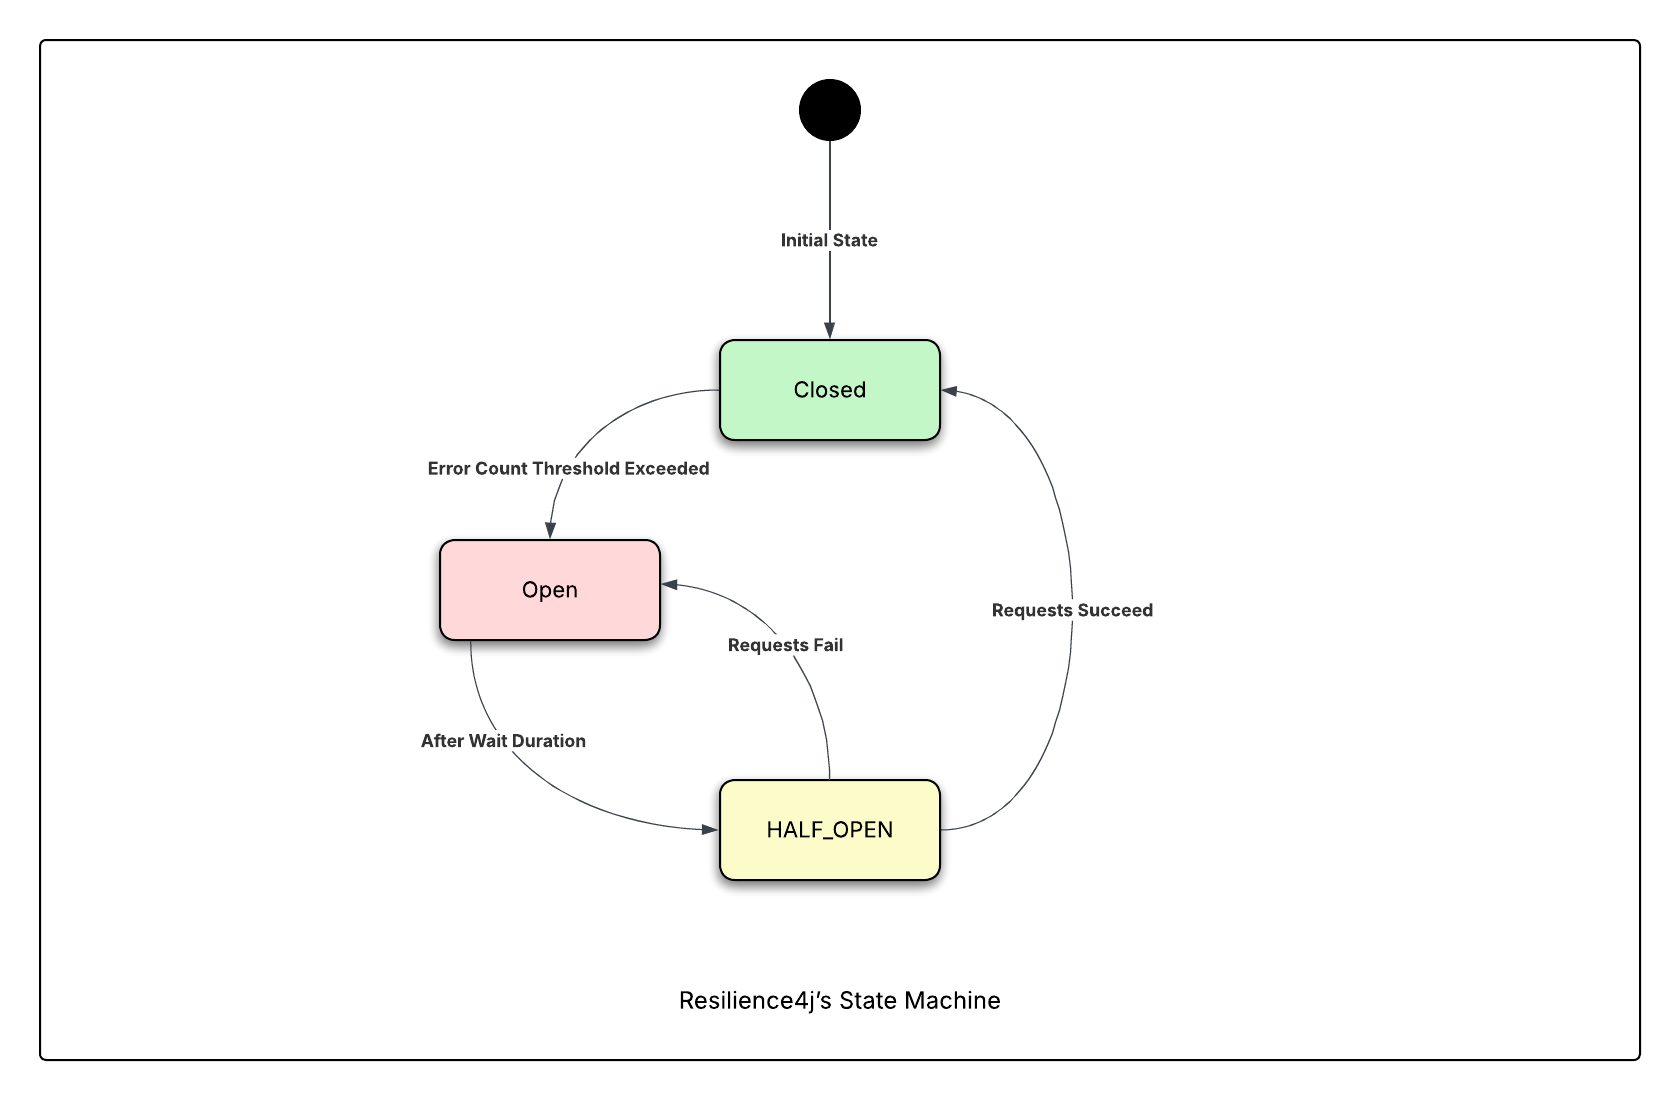 Initial State
Closed
Error Count Threshold Exceeded
Open
Requests Succeed
Requests Fail
After Wait Duration
HALF_OPEN
Resilience4j’s State Machine